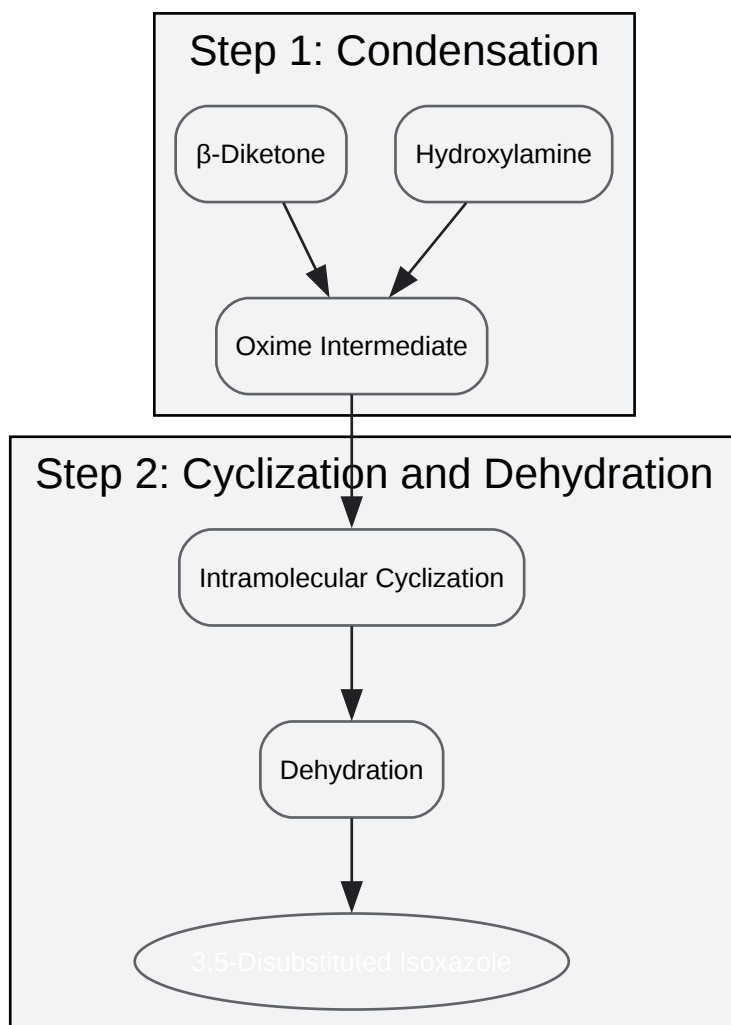 Step 1: Condensation
β-Diketone
Hydroxylamine
Oxime Intermediate
Step 2: Cyclization and Dehydration
Intramolecular Cyclization
Dehydration
3,5-Disubstituted Isoxazole